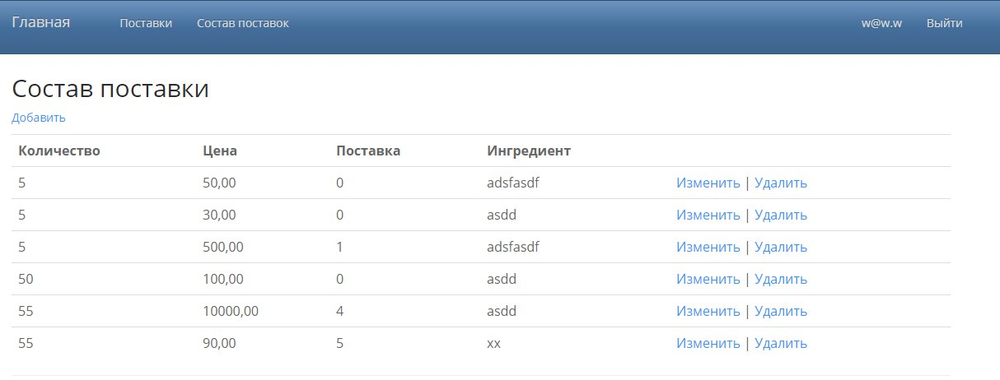 Главная Поставки Состав поставок w@w.w Выйти
Состав поставки
Добавить
Количество Цена Поставка Ингредиент
5 50,00 0 adsfasdf Изменить | Удалить
5 30,00 0 asdd Изменить | Удалить
5 500,00 1 adsfasdf Изменить | Удалить
50 100,00 0 asdd Изменить | Удалить
55 10000,00 4 asdd Изменить | Удалить
55 90,00 5 xx Изменить | Удалить